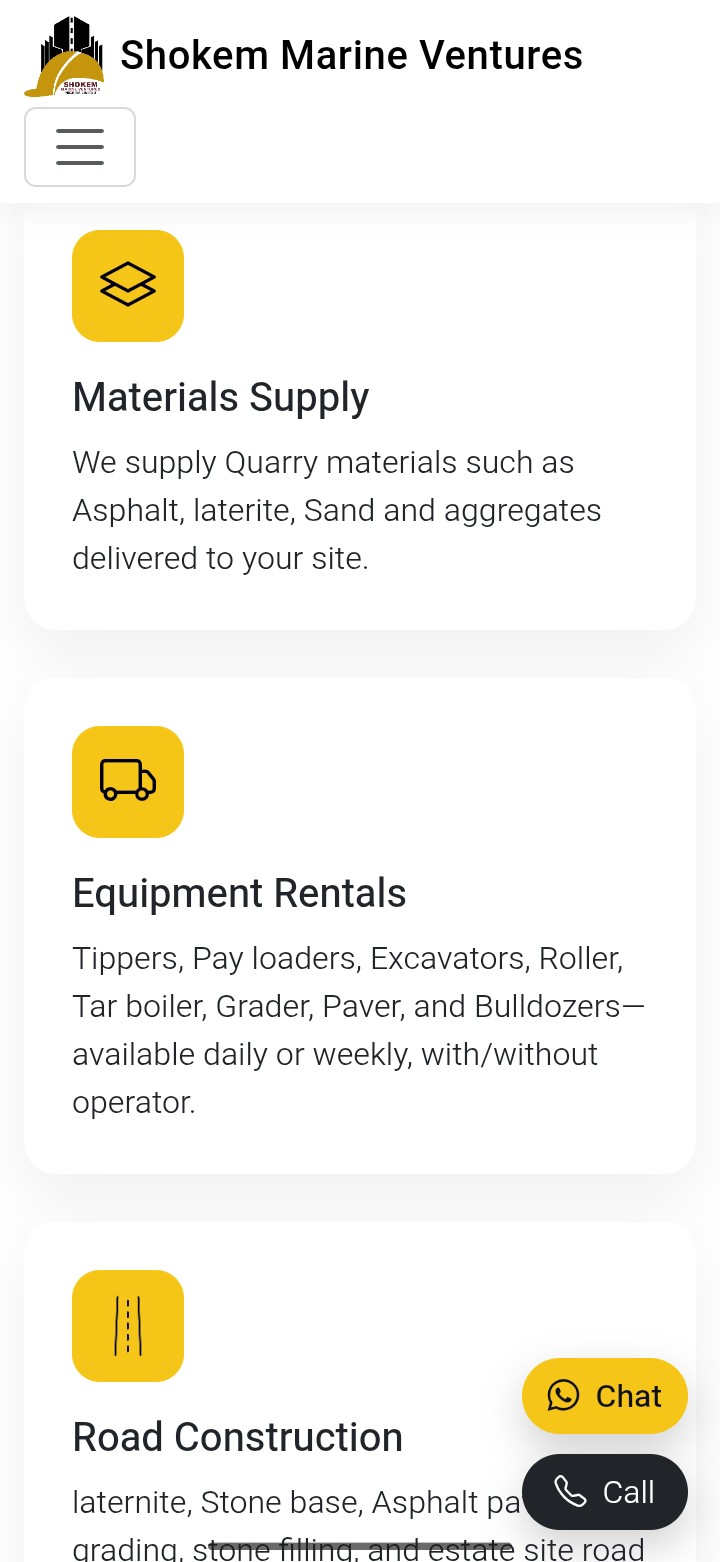 Shokem Marine Ventures
SHOKEM
Materials Supply
We supply Quarry materials such as
Asphalt, laterite, Sand and aggregates
delivered to your site.
Equipment Rentals
Tippers, Pay loaders, Excavators, Roller,
Tar boiler, Grader, Paver, and Bulldozers—
available daily or weekly, with/without
operator.
Chat
Road Construction
Call
laternite, Stone base, Asphalt
grading, stone filling, and estate site road